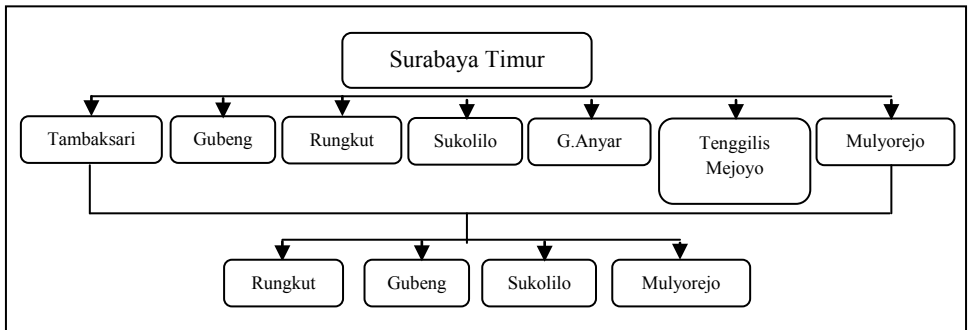 Surabaya Timur
Tambaksari
Gubeng
Rungkut
Sukolilo
G.Anyar
Tenggilis
Mejoyo
Mulyorejo
Rungkut
Gubeng
Sukolilo
Mulyorejo